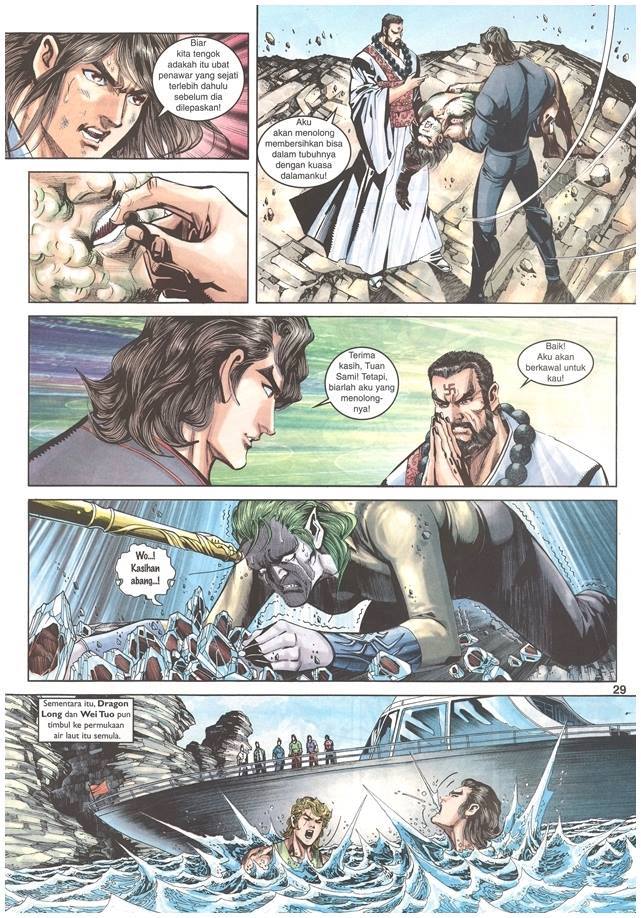 Biar
kita tengok
adakah itu ubat
penawar yang sejati
terlebih dahulu
sebelum dia
dilepaskan!
Aku
akan menolong
membersihkan bisa
dalam tubuhnya
dengan kuasa
dalamanku!
Terima
kasih, Tuan
Sami! Tetapi,
biarlah aku yang
menolong-
nya!
Baik!
Aku akan
berkawal untuk
kau!
Wo...!
Kasihan
abang...!
29
Sementara itu, Dragon
Long dan Wei Tuo pun
timbul ke permukaan
air laut itu semula.